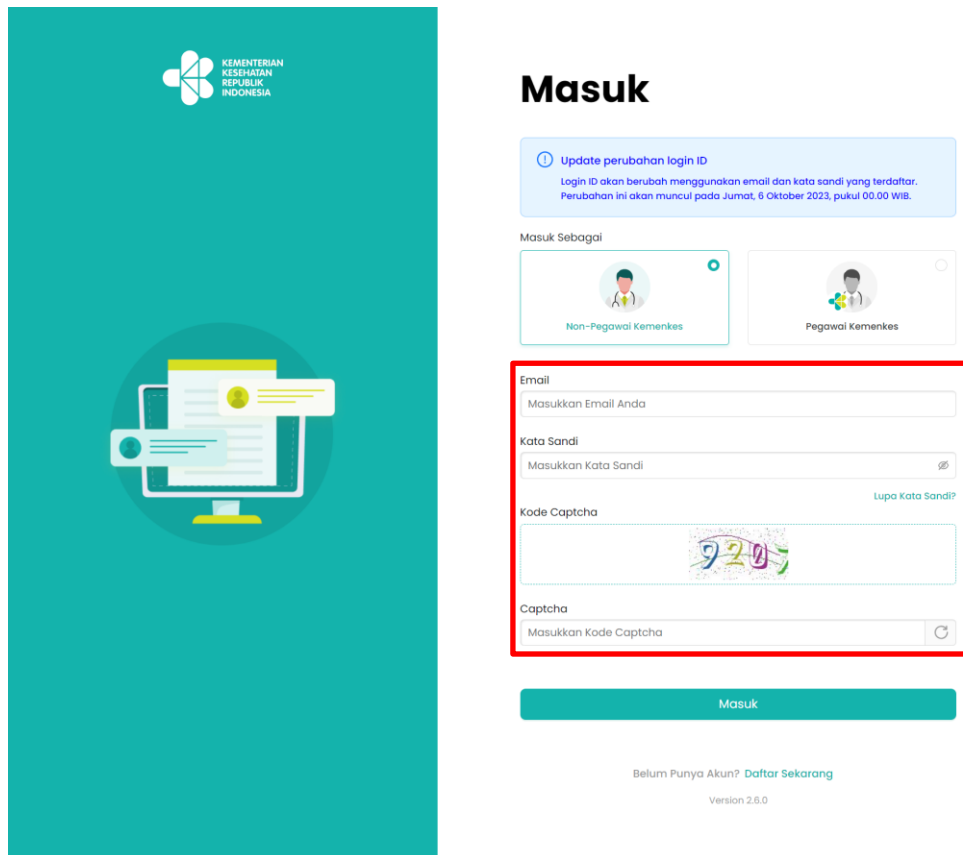 KEMENTERIAN
KESEHATAN
REPUBLIK
INDONESIA
Masuk
Update perubahan login ID
Login ID akan berubah menggunakan email dan kata sandi yang terdaftar.
Perubahan ini akan muncul pada Jumat, 6 Oktober 2023, pukul 00.00 WIB.
Masuk Sebagai
Non-Pegawai Kemenkes
Pegawai Kemenkes
Email
Masukkan Email Anda
Kata Sandi
Masukkan Kata Sandi
Lupa Kata Sandi?
Kode Captcha
Captcha
Masukkan Kode Captcha
Masuk
Belum Punya Akun? Daftar Sekarang
Version 2.6.0